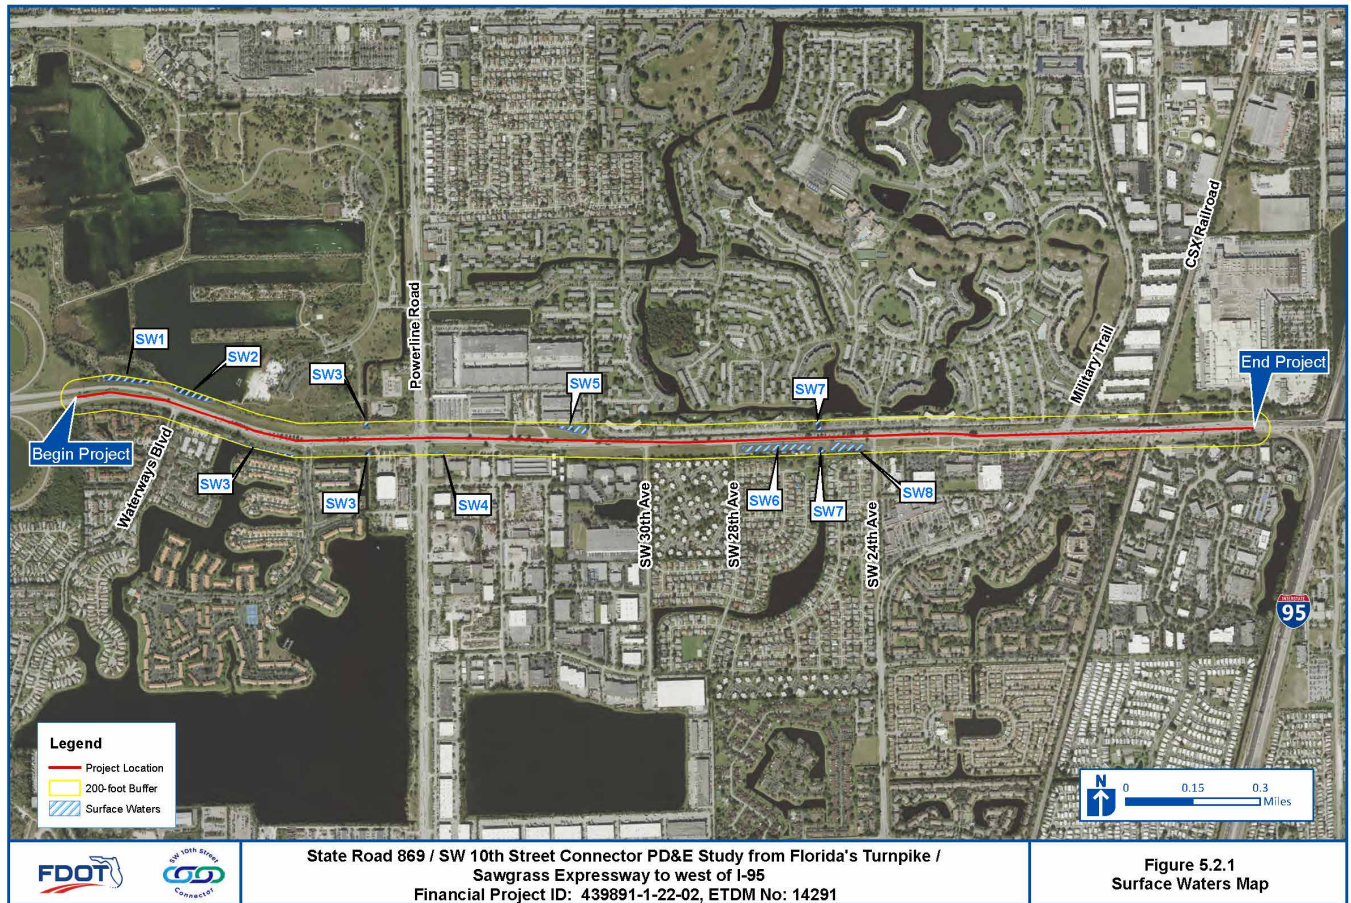 SW1
SW2
SW3
Powerline Road
SW5
SW7
Military Trail
CSX Railroad
End Project
Begin Project
Waterways Blvd
SW3
SW3
SW4
SW 30th Ave
SW 28th Ave
SW6
SW7
SW8
SW 24th Ave
INTERSTATE
95
Legend
Project Location
200-foot Buffer
Surface Waters
N
0 0.15 0.3
Miles
FDOT
SW 10th Street
Connector
State Road 869 / SW 10th Street Connector PD&E Study from Florida's Turnpike /
Sawgrass Expressway to west of I-95
Financial Project ID: 439891-1-22-02, ETDM No: 14291
Figure 5.2.1
Surface Waters Map